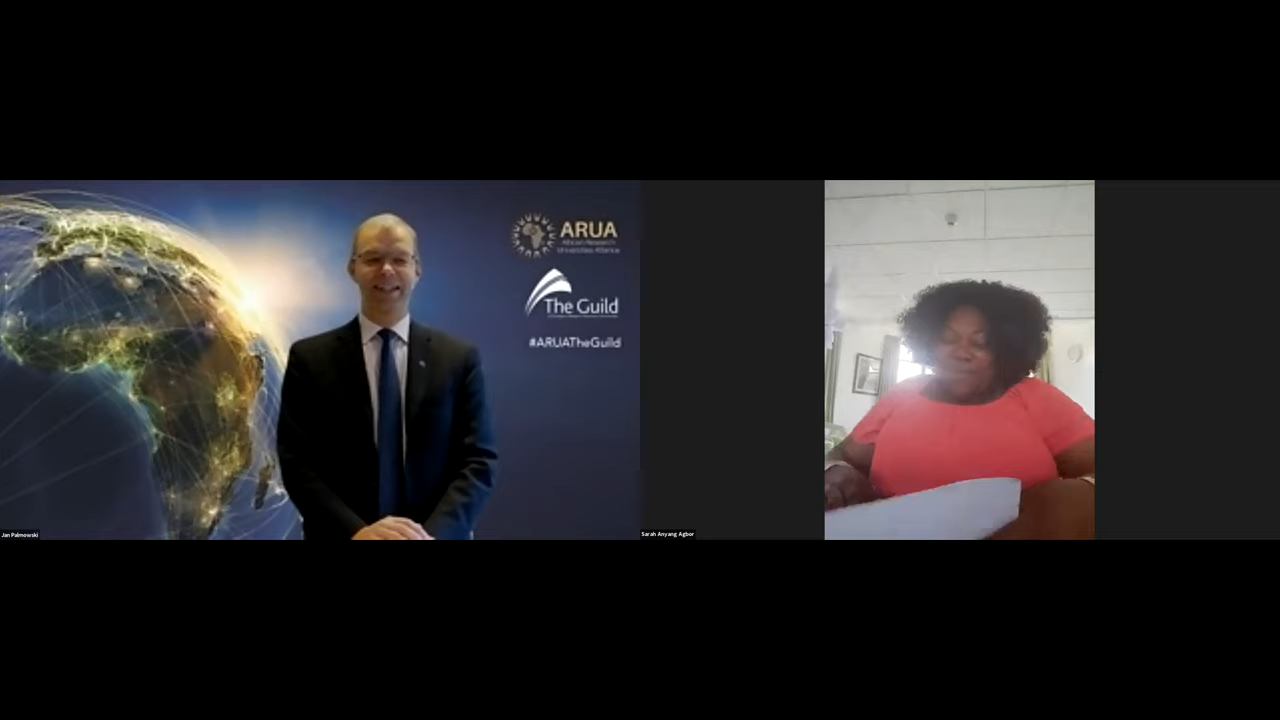 ARUA
African Research
Universities Alliance
The Guild
#ARUATheGuild
Jan Palmowski
Sarah Anyang Agbor